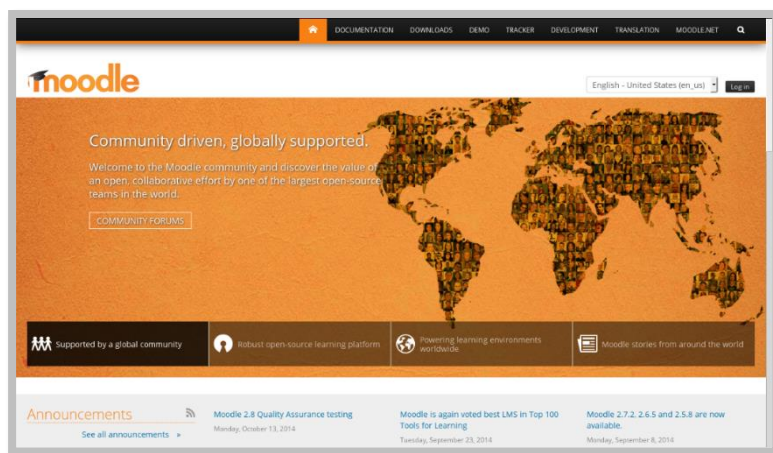 DOCUMENTATION DOWNLOADS DEMO TRACKER DEVELOPMENT TRANSLATION MOODLE.NET
moodle
English - United States (en_us)
Log in
Community driven, globally supported.
Welcome to the Moodle community and discover the value of
an open, collaborative effort by one of the largest open-source
teams in the world.
COMMUNITY FORUMS
Supported by a global community
Robust open-source learning platform
Powering learning environments
worldwide
Moodle stories from around the world
Announcements
See all announcements
Moodle 2.8 Quality Assurance testing
Monday, October 13, 2014
Moodle is again voted best LMS in Top 100
Tools for Learning
Tuesday, September 23, 2014
Moodle 2.7.2, 2.6.5 and 2.5.8 are now
available.
Monday, September 8, 2014